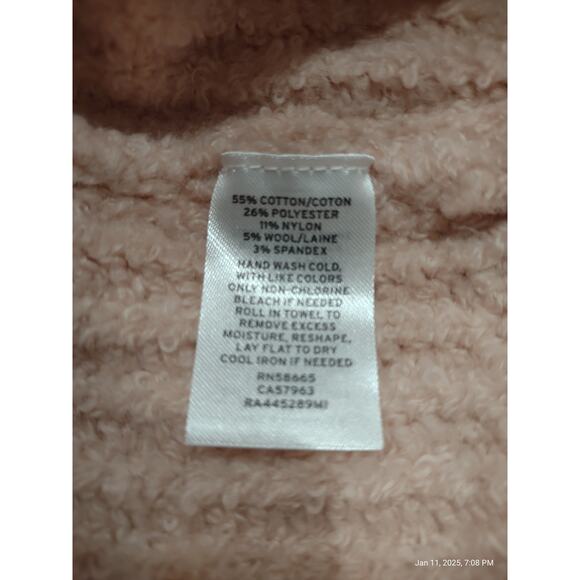 55% COTTON/COTON
26% POLYESTER
11% NYLON
5% WOOL/LAINE
3% SPANDEX
HAND WASH COLD,
WITH LIKE COLORS
ONLY NON-CHLORINE
BLEACH IF NEEDED
ROLL IN TOWEL TO
REMOVE EXCESS
MOISTURE, RESHAPE,
LAY FLAT TO DRY
COOL IRON IF NEEDED
RN58665
CA57963
RA445289MI
Jan 11, 2025, 7:08 PM